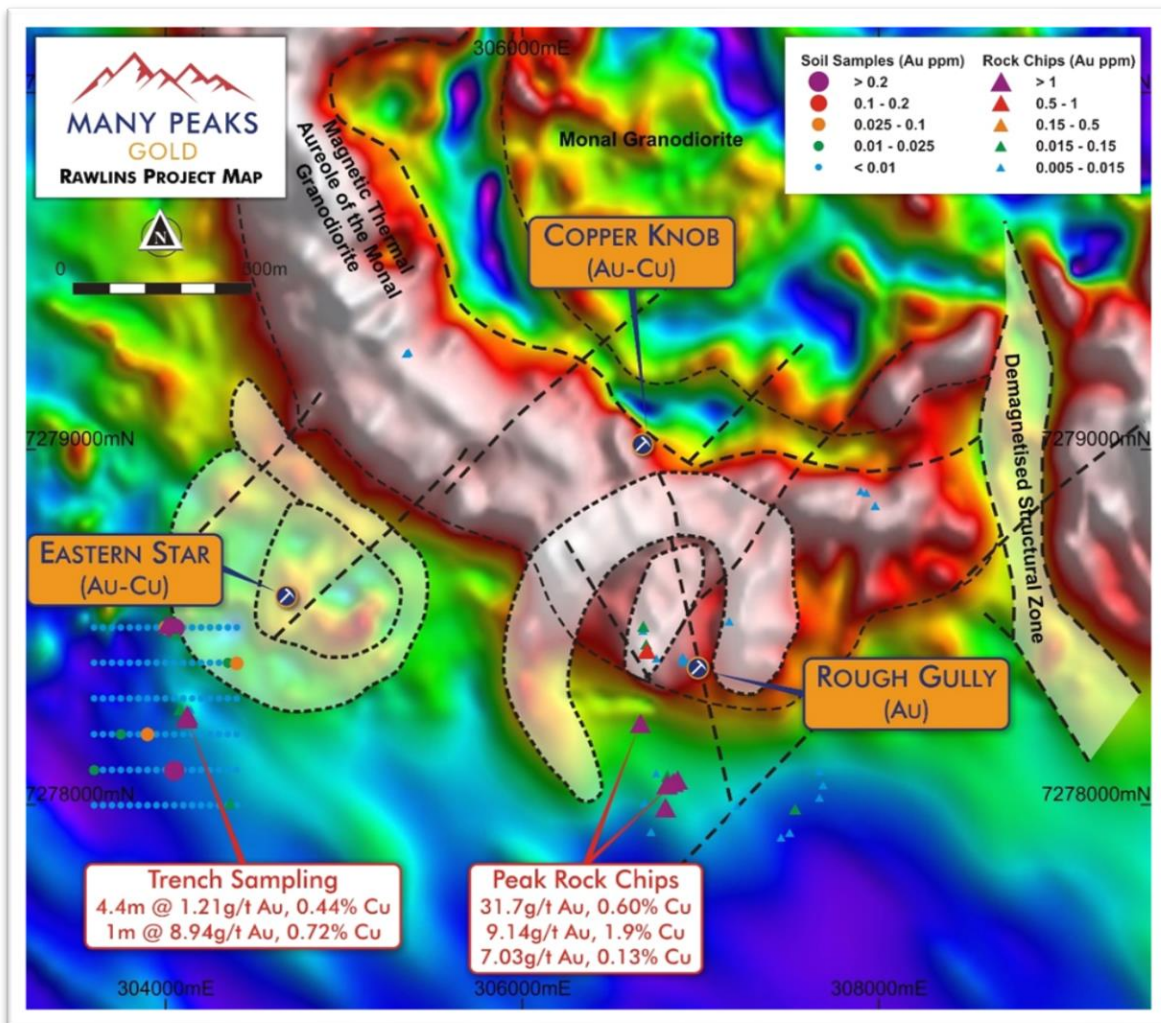 MANY PEAKS
GOLD
RAWLINS PROJECT MAP
N
0
500m
306000mE
Soil Samples (Au ppm)
> 0.2
0.1 - 0.2
0.025 - 0.1
0.01 - 0.025
< 0.01
Rock Chips (Au ppm)
> 1
0.5 - 1
0.15 - 0.5
0.015 - 0.15
0.005 - 0.015
Monal Granodiorite
Magnetic Thermal
Aureole of the Monal
Granodiorite
COPPER KNOB
(Au-Cu)
7279000mN
7279000mN
Demagnetised Structural Zone
EASTERN STAR
(Au-Cu)
ROUGH GULLY
(Au)
7278000mN
7278000mN
Trench Sampling
4.4m @ 1.21g/t Au, 0.44% Cu
1m @ 8.94g/t Au, 0.72% Cu
Peak Rock Chips
31.7g/t Au, 0.60% Cu
9.14g/t Au, 1.9% Cu
7.03g/t Au, 0.13% Cu
304000mE
306000mE
308000mE